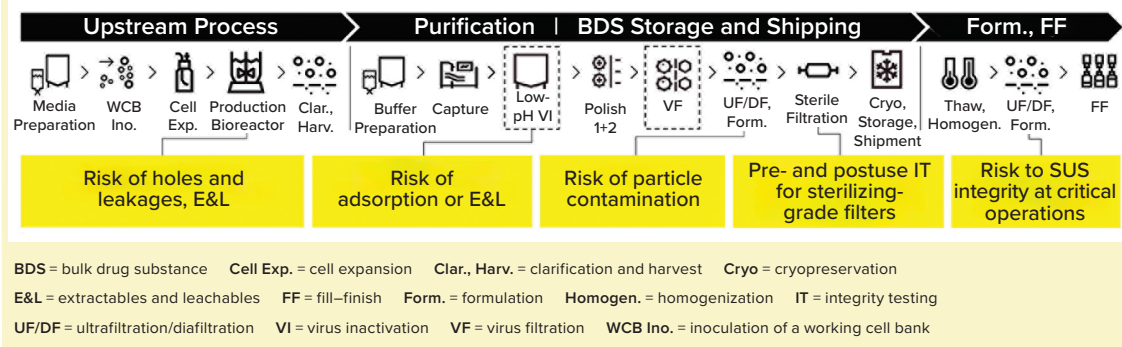 Upstream Process
Purification | BDS Storage and Shipping
Form., FF
Media
Preparation
WCB
Ino.
Cell
Exp.
Production
Bioreactor
Clar.,
Harv.
Buffer
Preparation
Capture
Low-
pH VI
Polish
1+2
VF
UF/DF,
Form.
Sterile
Filtration
Cryo,
Storage,
Shipment
Thaw,
Homogen.
UF/DF,
Form.
FF
Risk of holes and
leakages, E&L
Risk of
adsorption or E&L
Risk of particle
contamination
Pre- and postuse IT
for sterilizing-
grade filters
Risk to SUS
integrity at critical
operations
BDS = bulk drug substance Cell Exp. = cell expansion Clar., Harv. = clarification and harvest Cryo = cryopreservation
E&L = extractables and leachables FF = fill–finish Form. = formulation Homogen. = homogenization IT = integrity testing
UF/DF = ultrafiltration/diafiltration VI = virus inactivation VF = virus filtration WCB Ino. = inoculation of a working cell bank